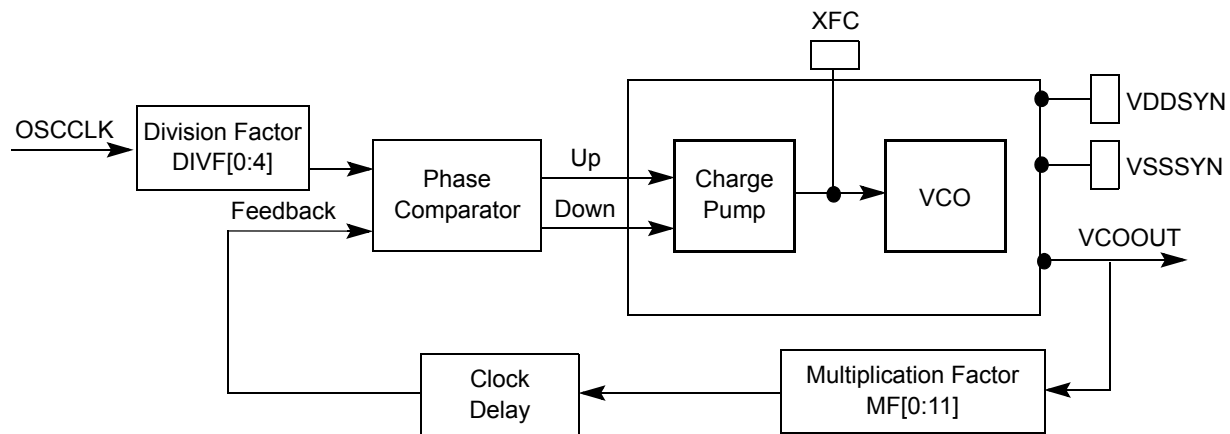 XFC
OSCCLK
Division Factor
DIVF[0:4]
VDDSYN
VSSSYN
Phase
Comparator
Up
Down
Charge
Pump
VCO
Feedback
VCOOUT
Clock
Delay
Multiplication Factor
MF[0:11]